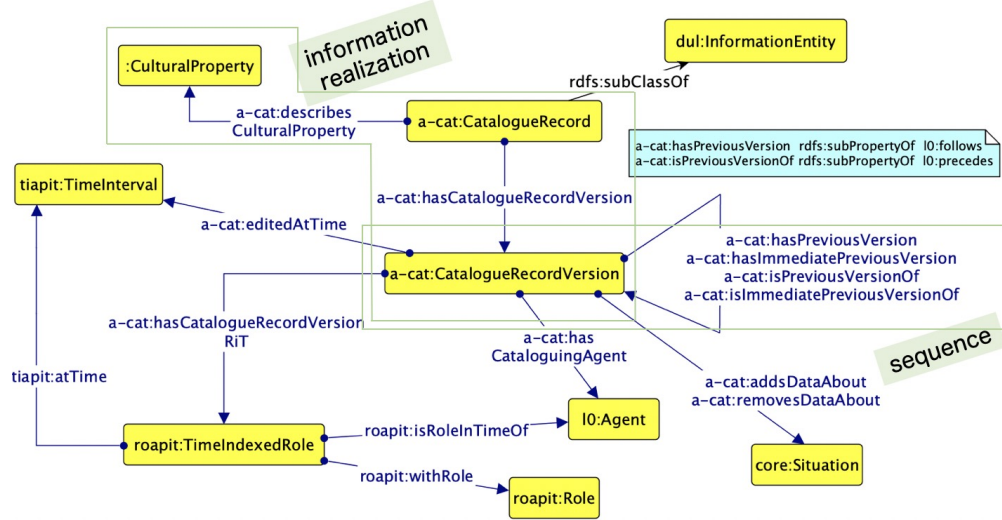 information
realization
dul:InformationEntity
:CulturalProperty
rdfs:subClassOf
a-cat:describes
CulturalProperty
a-cat:CatalogueRecord
a-cat:hasPreviousVersion rdfs:subPropertyOf l0:follows
a-cat:isPreviousVersionOf rdfs:subPropertyOf l0:precedes
tiapit:TimeInterval
a-cat:hasCatalogueRecordVersion
a-cat:editedAtTime
a-cat:hasPreviousVersion
a-cat:hasImmediatePreviousVersion
a-cat:isPreviousVersionOf
a-cat:isImmediatePreviousVersionOf
a-cat:CatalogueRecordVersion
a-cat:hasCatalogueRecordVersion
RiT
a-cat:has
CataloguingAgent
sequence
tiapit:atTime
a-cat:addsDataAbout
a-cat:removesDataAbout
l0:Agent
roapit:isRoleInTimeOf
roapit:TimeIndexedRole
core:Situation
roapit:withRole
roapit:Role